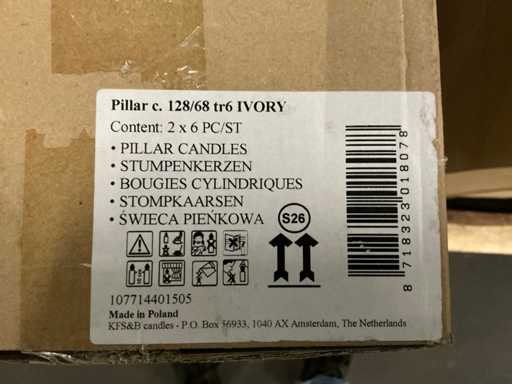 Pillar c. 128/68 tr6 IVORY
Content: 2 x 6 PC/ST
• PILLAR CANDLES
• STUMPENKERZEN
• BOUGIES CYLINDRIQUES
• STOMPKAARSEN
• ŚWIECA PIEŃKOWA
S26
8 718323 018078
107714401505
Made in Poland
KFS&B candles - P.O. Box 56933, 1040 AX Amsterdam, The Netherlands